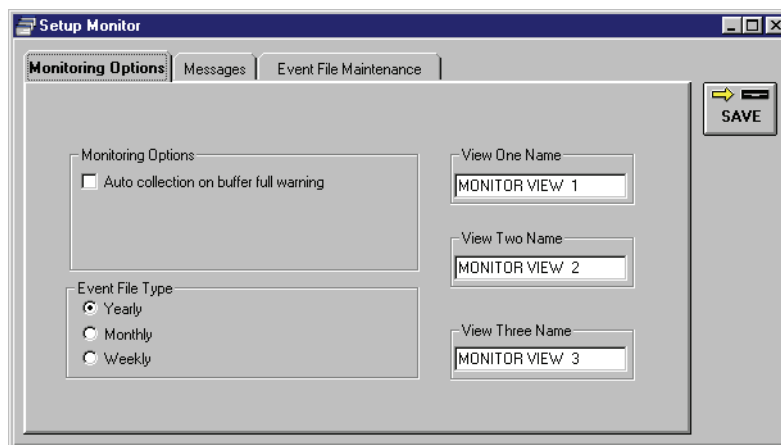 Setup Monitor
Monitoring Options
Messages
Event File Maintenance
SAVE
Monitoring Options
Auto collection on buffer full warning
Event File Type
Yearly
Monthly
Weekly
View One Name
MONITOR VIEW 1
View Two Name
MONITOR VIEW 2
View Three Name
MONITOR VIEW 3